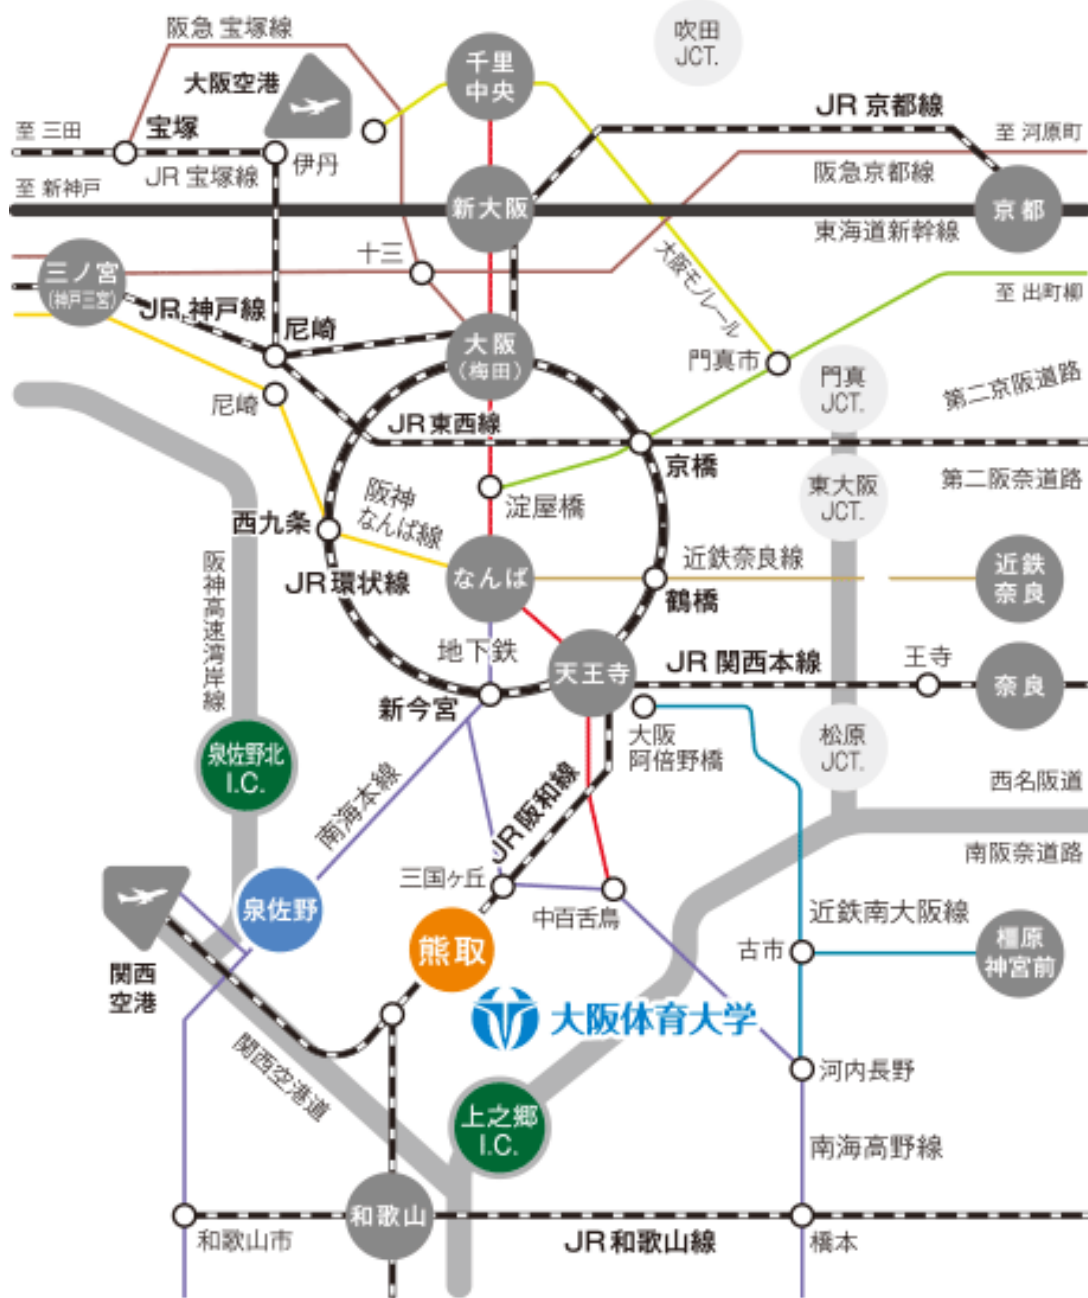 阪急 宝塚線
吹田
JCT.
千里
中央
大阪空港
JR 京都線
至 三田
宝塚
伊丹
至 河原町
JR 宝塚線
阪急京都線
至 新神戸
新大阪
京都
東海道新幹線
十三
大阪モノレール
三ノ宮
(神戸三宮)
至 出町柳
JR 神戸線
尼崎
大阪
(梅田)
門真市
門真
JCT.
第二京阪道路
尼崎
JR東西線
京橋
阪神
なんば線
淀屋橋
東大阪
JCT.
第二阪奈道路
西九条
近鉄奈良線
近鉄
奈良
阪神高速湾岸線
JR環状線
なんば
鶴橋
地下鉄
天王寺
JR 関西本線
王寺
奈良
新今宮
大阪
阿倍野橋
松原
JCT.
泉佐野北
I.C.
西名阪道
南海本線
JR阪和線
南阪奈道路
三国ヶ丘
中百舌鳥
泉佐野
近鉄南大阪線
熊取
古市
橿原
神宮前
関西
空港
大阪体育大学
関西空港道
河内長野
上之郷
I.C.
南海高野線
和歌山
和歌山市
JR和歌山線
橋本